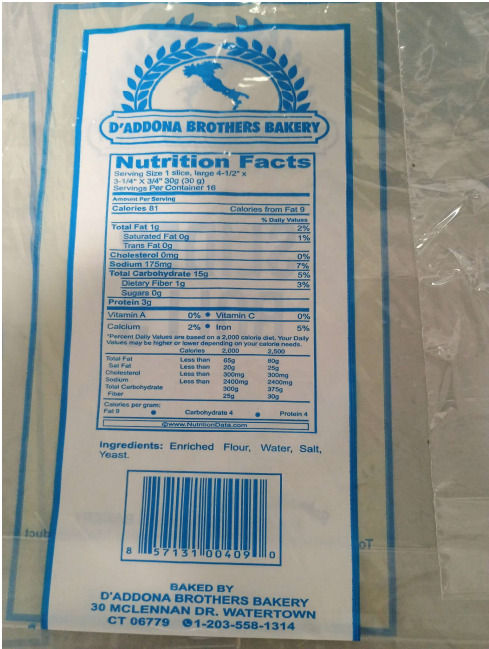 D'ADDONA BROTHERS BAKERY
Nutrition Facts
Serving Size 1 slice, large 4-1/2" x
3-1/4" X 3/4" 30g (30 g)
Servings Per Container 16
Amount Per Serving
Calories 81 Calories from Fat 9
% Daily Values
Total Fat 1g 2%
Saturated Fat 0g 1%
Trans Fat 0g
Cholesterol 0mg 0%
Sodium 175mg 7%
Total Carbohydrate 15g 5%
Dietary Fiber 1g 3%
Sugars 0g
Protein 3g
Vitamin A 0% • Vitamin C 0%
Calcium 2% • Iron 5%
*Percent Daily Values are based on a 2,000 calorie diet. Your Daily
Values may be higher or lower depending on your calorie needs.
Calories 2,000 2,500
Total Fat Less than 65g 80g
Sat Fat Less than 20g 25g
Cholesterol Less than 300mg 300mg
Sodium Less than 2400mg 2400mg
Total Carbohydrate 300g 375g
Fiber 25g 30g
Calories per gram:
Fat 9 • Carbohydrate 4 • Protein 4
©www.NutritionData.com
Ingredients: Enriched Flour, Water, Salt,
Yeast.
8 57131 00409 0
BAKED BY
D'ADDONA BROTHERS BAKERY
30 MCLENNAN DR. WATERTOWN
CT 06779 1-203-558-1314